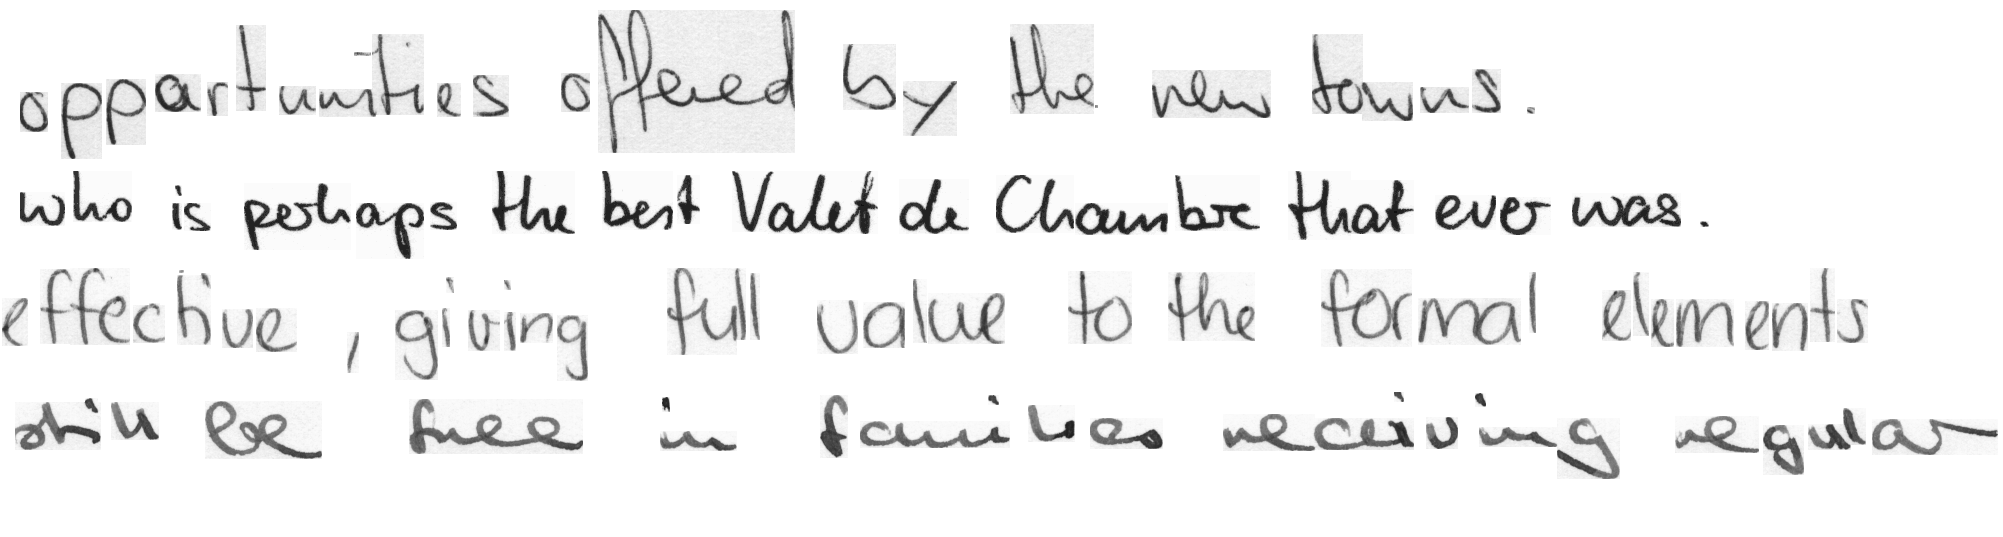 opportunities offered by the new towns.
who is perhaps the best Valet de Chambre that ever was.
effective, giving full value to the formal elements
still be free in families receiving regular